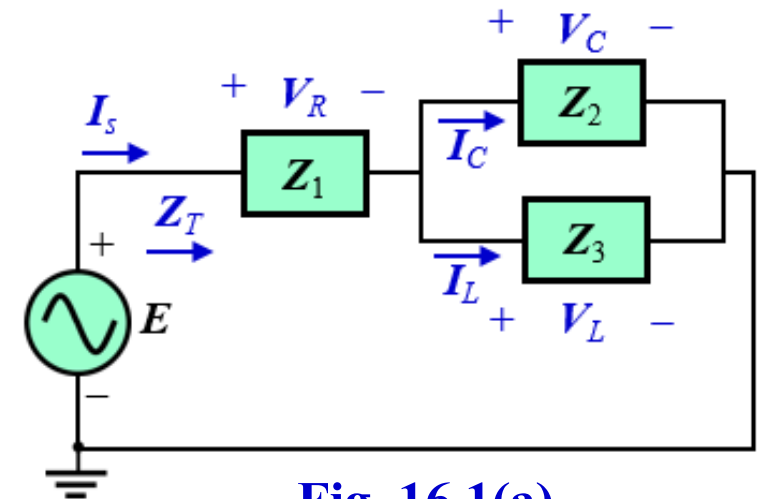 + V_C −
Z_2
+ V_R −
I_s
I_C
Z_1
Z_T
Z_3
+
I_L
E
+ V_L −
−
Fig. 16.1(a)